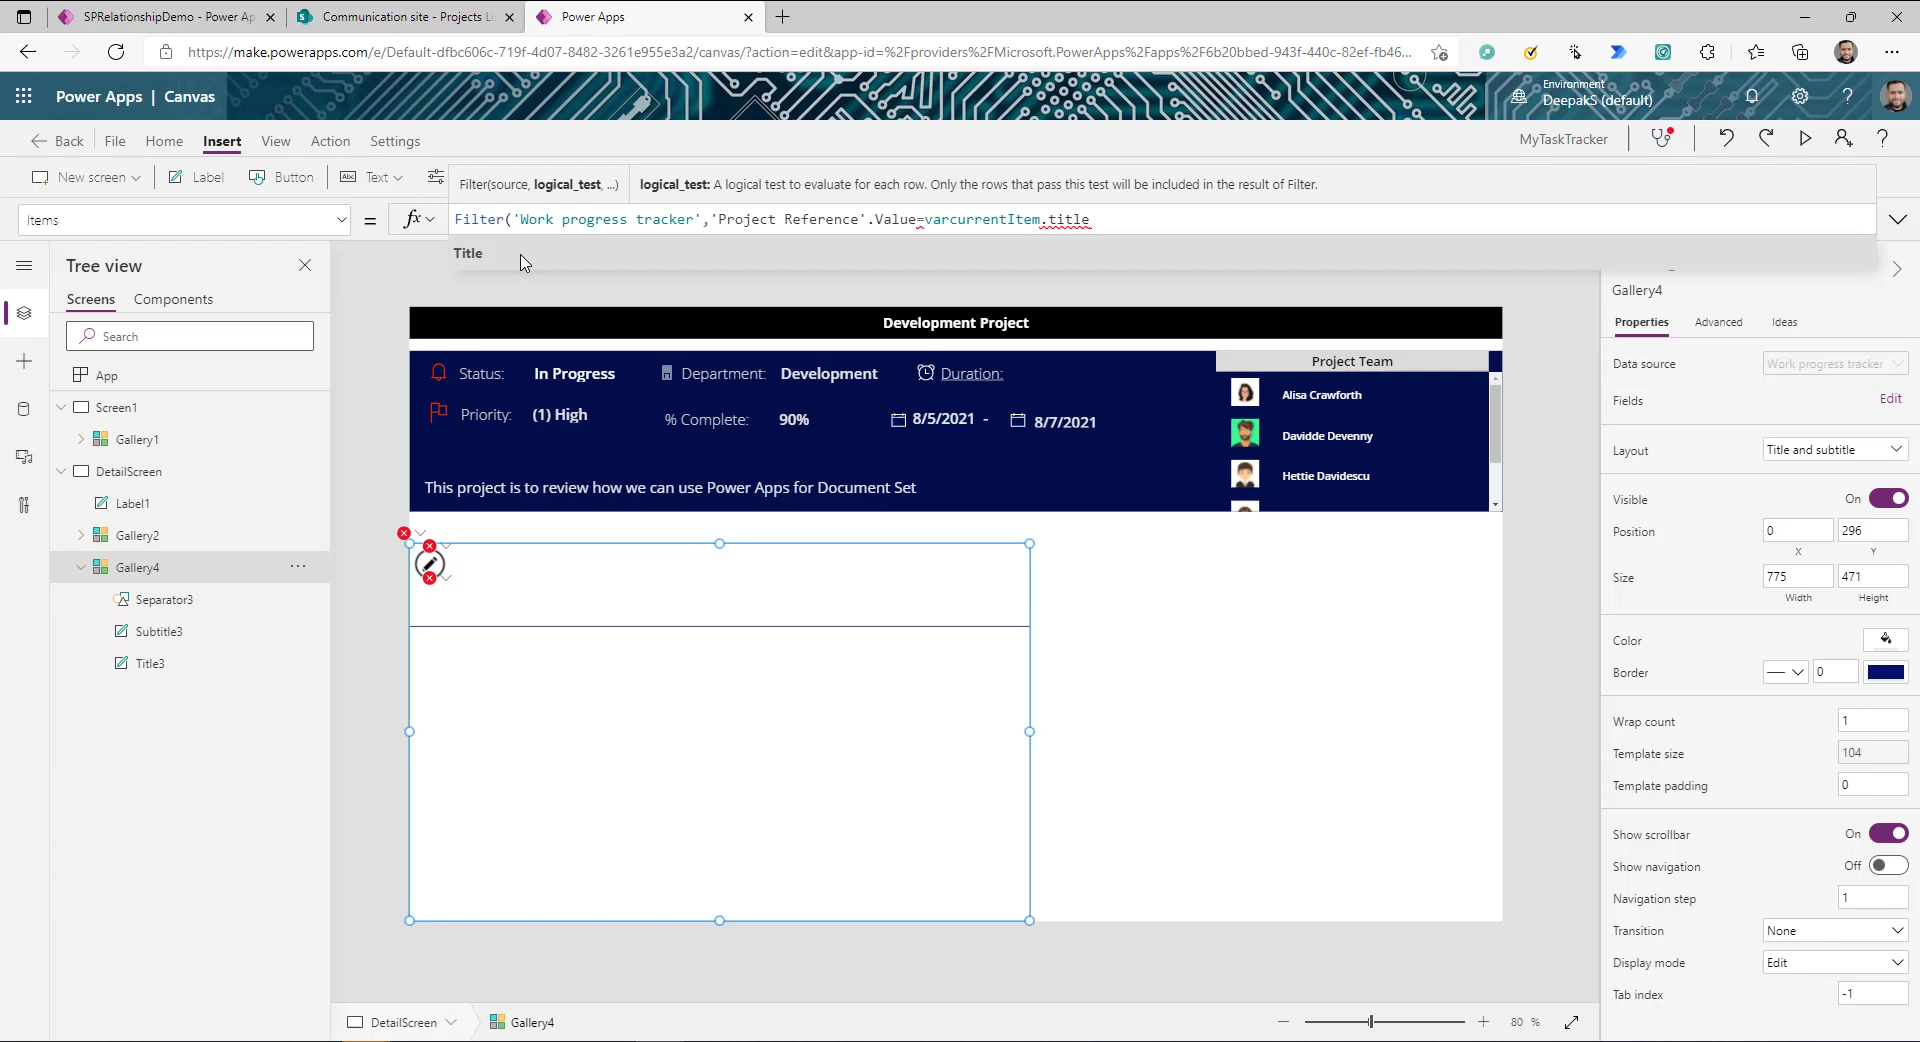 SPRelationshipDemo - Power Ap
Communication site - Projects Li
Power Apps
https://make.powerapps.com/e/Default-dfbc606c-719f-4d07-8482-3261e955e3a2/canvas/?action=edit&app-id=%2Fproviders%2FMicrosoft.PowerApps%2Fapps%2F6b20bbed-943f-440c-82ef-fb46...
Power Apps | Canvas
Environment
DeepakS (default)
Back
File
Home
Insert
View
Action
Settings
MyTaskTracker
New screen
Label
Button
Text
Filter(source, logical_test, ...)
logical_test: A logical test to evaluate for each row. Only the rows that pass this test will be included in the result of Filter.
Items
=
fx
Filter('Work progress tracker','Project Reference'.Value=varcurrentItem.title
Title
Tree view
Screens
Components
Search
App
Screen1
Gallery1
DetailScreen
Label1
Gallery2
Gallery4
Separator3
Subtitle3
Title3
Development Project
Status:
In Progress
Department:
Development
Duration:
Priority:
(1) High
% Complete:
90%
8/5/2021 -
8/7/2021
This project is to review how we can use Power Apps for Document Set
Project Team
Alisa Crawforth
Davidde Devenny
Hettie Davidescu
Gallery4
Properties
Advanced
Ideas
Data source
Work progress tracker
Fields
Edit
Layout
Title and subtitle
Visible
On
Position
0
296
X
Y
Size
775
471
Width
Height
Color
Border
0
Wrap count
1
Template size
104
Template padding
0
Show scrollbar
On
Show navigation
Off
Navigation step
1
Transition
None
Display mode
Edit
Tab index
-1
DetailScreen
Gallery4
80 %